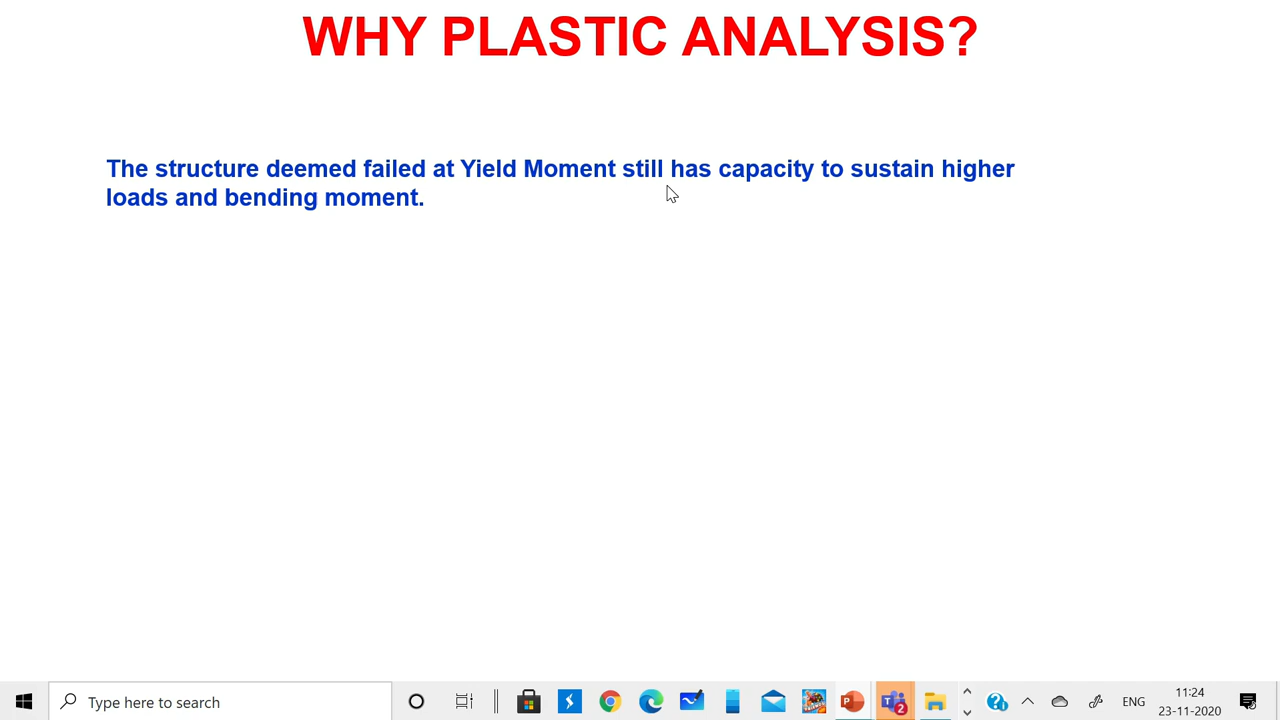 WHY PLASTIC ANALYSIS?
The structure deemed failed at Yield Moment still has capacity to sustain higher
loads and bending moment.
Type here to search
2
ENG
11:24
23-11-2020